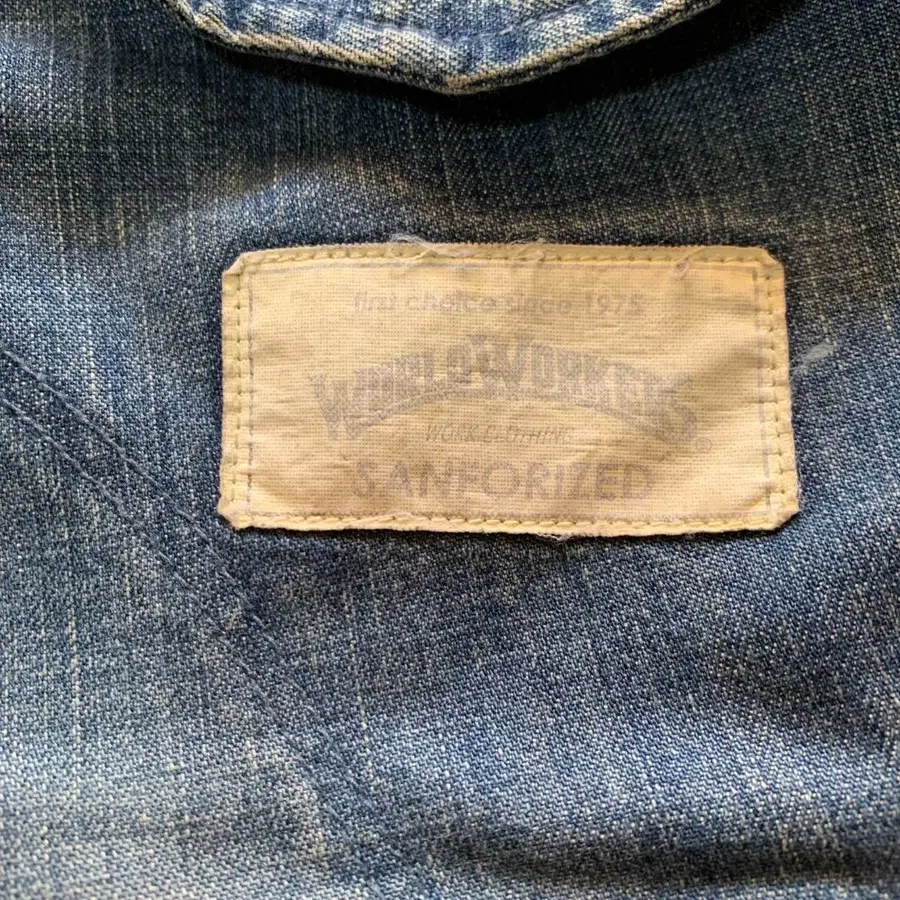 first choice since 1975
WORLD WORKERS®
WORK CLOTHING
SANFORIZED